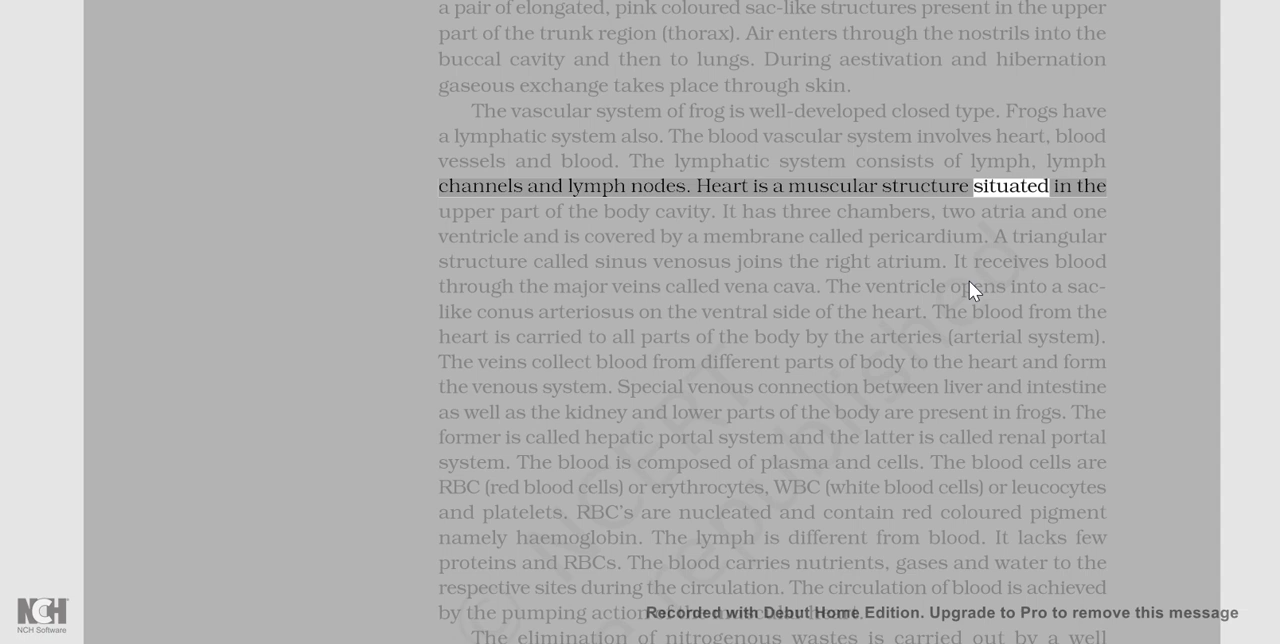 a pair of elongated, pink coloured sac-like structures present in the upper
part of the trunk region (thorax). Air enters through the nostrils into the
buccal cavity and then to lungs. During aestivation and hibernation
gaseous exchange takes place through skin.
The vascular system of frog is well-developed closed type. Frogs have
a lymphatic system also. The blood vascular system involves heart, blood
vessels and blood. The lymphatic system consists of lymph, lymph
channels and lymph nodes. Heart is a muscular structure situated in the
upper part of the body cavity. It has three chambers, two atria and one
ventricle and is covered by a membrane called pericardium. A triangular
structure called sinus venosus joins the right atrium. It receives blood
through the major veins called vena cava. The ventricle opens into a sac-
like conus arteriosus on the ventral side of the heart. The blood from the
heart is carried to all parts of the body by the arteries (arterial system).
The veins collect blood from different parts of body to the heart and form
the venous system. Special venous connection between liver and intestine
as well as the kidney and lower parts of the body are present in frogs. The
former is called hepatic portal system and the latter is called renal portal
system. The blood is composed of plasma and cells. The blood cells are
RBC (red blood cells) or erythrocytes, WBC (white blood cells) or leucocytes
and platelets. RBC's are nucleated and contain red coloured pigment
namely haemoglobin. The lymph is different from blood. It lacks few
proteins and RBCs. The blood carries nutrients, gases and water to the
respective sites during the circulation. The circulation of blood is achieved
by the pumping action of the muscular heart.
The elimination of nitrogenous wastes is carried out by a well
© NCERT
republished
NCH
NCH Software
Recorded with Debut Home Edition. Upgrade to Pro to remove this message